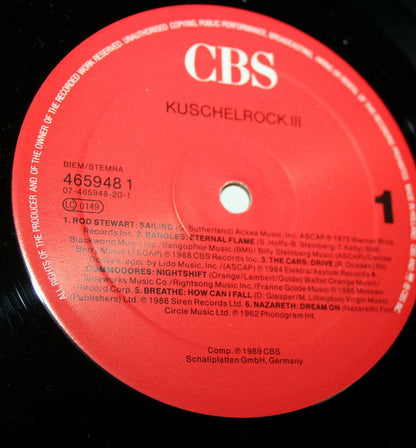 ALL RIGHTS OF THE PRODUCER AND OF THE OWNER OF THE RECORDED WORK RESERVED. UNAUTHORISED COPYING, PUBLIC PERFORMANCE, BROADCASTING,
CBS
KUSCHELROCK III
BIEM/STEMRA
465948 1
07-465948-20-1
LC 0149
1
1. ROD STEWART: SAILING (G. Sutherland) Ackee Music, Inc. ASCAP ℗ 1975 Warner Bros.
Records Inc. 2. BANGLES: ETERNAL FLAME (S. Hoffs-B. Steinberg-T. Kelly) Slik
Blackwood Music Inc./Bangophile Music (BMI)/ Billy Steinberg Music (ASCAP)/Denise
Barry Music (ASCAP) ℗ 1988 CBS Records Inc. 3. THE CARS: DRIVE (R. Ocasek)
Ocasek, adm. by Lido Music, Inc./(ASCAP) ℗ 1984 Elektra/Asylum Records 4.
COMMODORES: NIGHTSHIFT (Orange/Lambert/Golde) Walter Orange Music/
Tuneworks Music Co./Rightsong Music Inc./Franne Golde Music ℗ 1985 Motown
Record Corp. 5. BREATHE: HOW CAN I FALL (D. Glasper/M. Lillington) Virgin Music
(Publishers) Ltd. ℗ 1988 Siren Records Ltd. 6. NAZARETH: DREAM ON (Nazareth)
Circle Music Ltd./ ℗ 1962 Phonogram Int.
Comp. ℗ 1989 CBS
Schallplatten GmbH, Germany